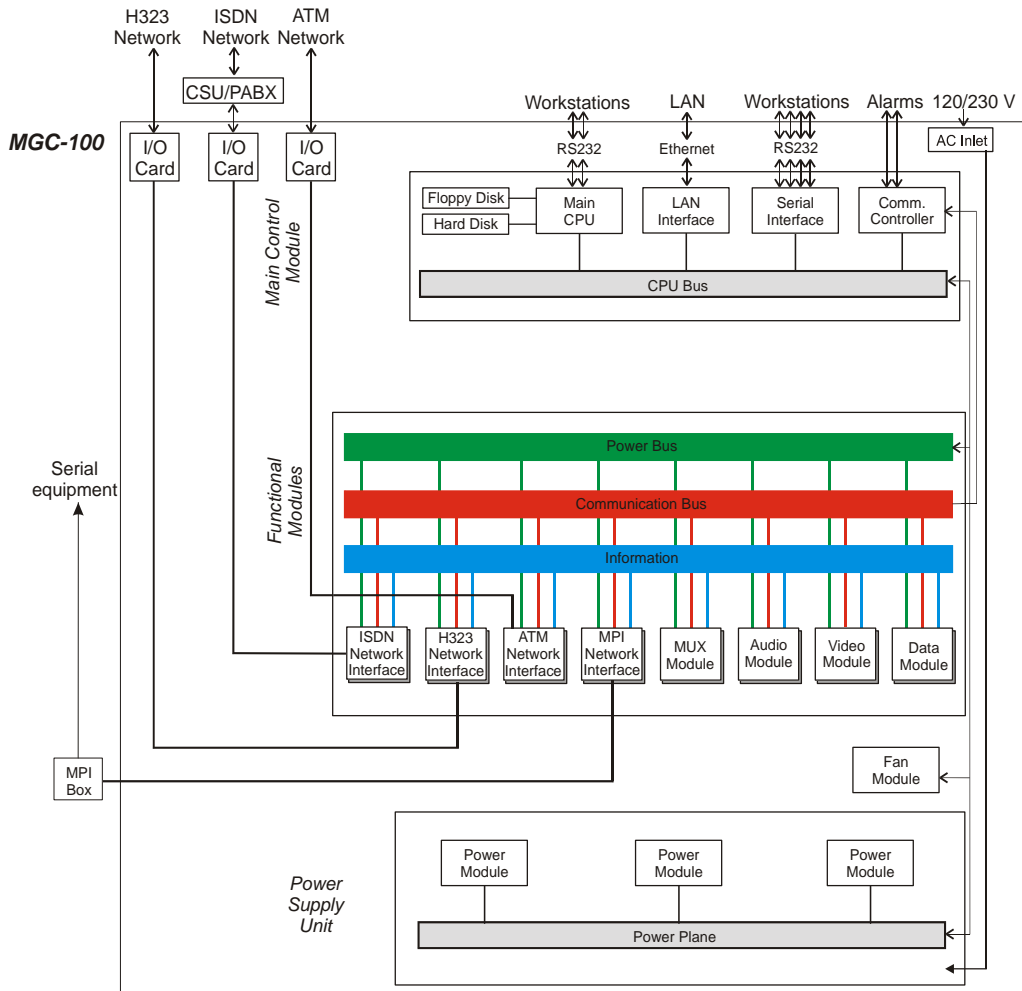 H323 Network
ISDN Network
ATM Network
CSU/PABX
Workstations
LAN
Workstations
Alarms
120/230 V
MGC-100
I/O Card
I/O Card
I/O Card
RS232
Ethernet
RS232
AC Inlet
Floppy Disk
Hard Disk
Main CPU
LAN Interface
Serial Interface
Comm. Controller
Main Control Module
CPU Bus
Power Bus
Serial equipment
Functional Modules
Communication Bus
Information
ISDN Network Interface
H323 Network Interface
ATM Network Interface
MPI Network Interface
MUX Module
Audio Module
Video Module
Data Module
MPI Box
Fan Module
Power Module
Power Module
Power Module
Power Supply Unit
Power Plane